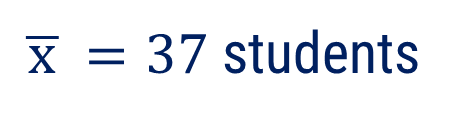 x̅ = 37 students